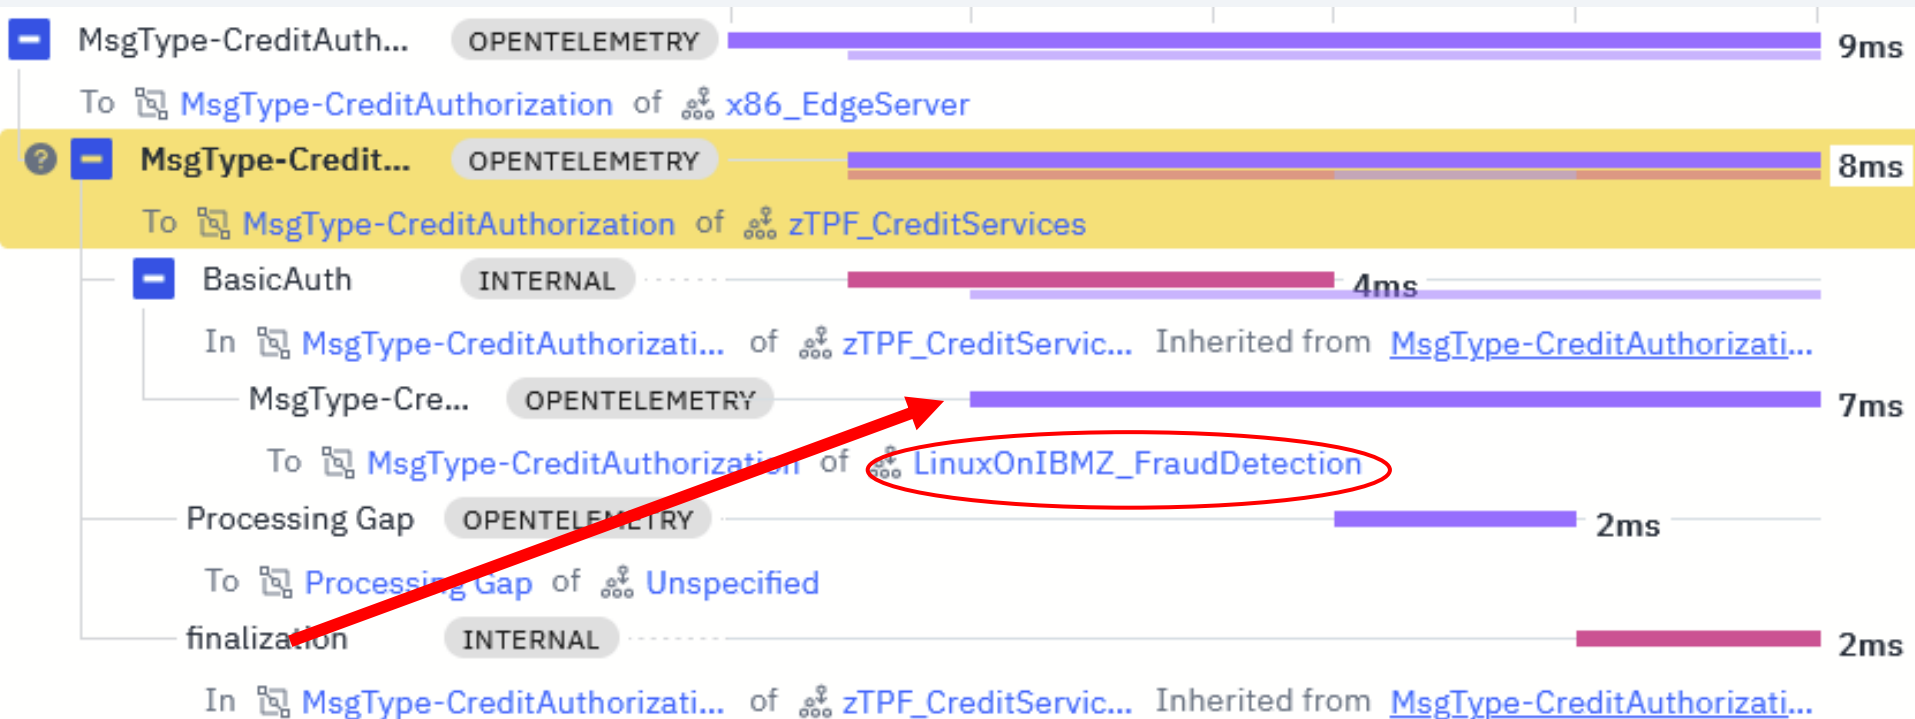 MsgType-CreditAuth... OPENTELEMETRY 9ms
To MsgType-CreditAuthorization of x86_EdgeServer
? MsgType-Credit... OPENTELEMETRY 8ms
To MsgType-CreditAuthorization of zTPF_CreditServices
BasicAuth INTERNAL 4ms
In MsgType-CreditAuthorizati... of zTPF_CreditServic... Inherited from MsgType-CreditAuthorizati...
MsgType-Cre... OPENTELEMETRY 7ms
To MsgType-CreditAuthorization of LinuxOnIBMZ_FraudDetection
Processing Gap OPENTELEMETRY 2ms
To Processing Gap of Unspecified
finalization INTERNAL 2ms
In MsgType-CreditAuthorizati... of zTPF_CreditServic... Inherited from MsgType-CreditAuthorizati...